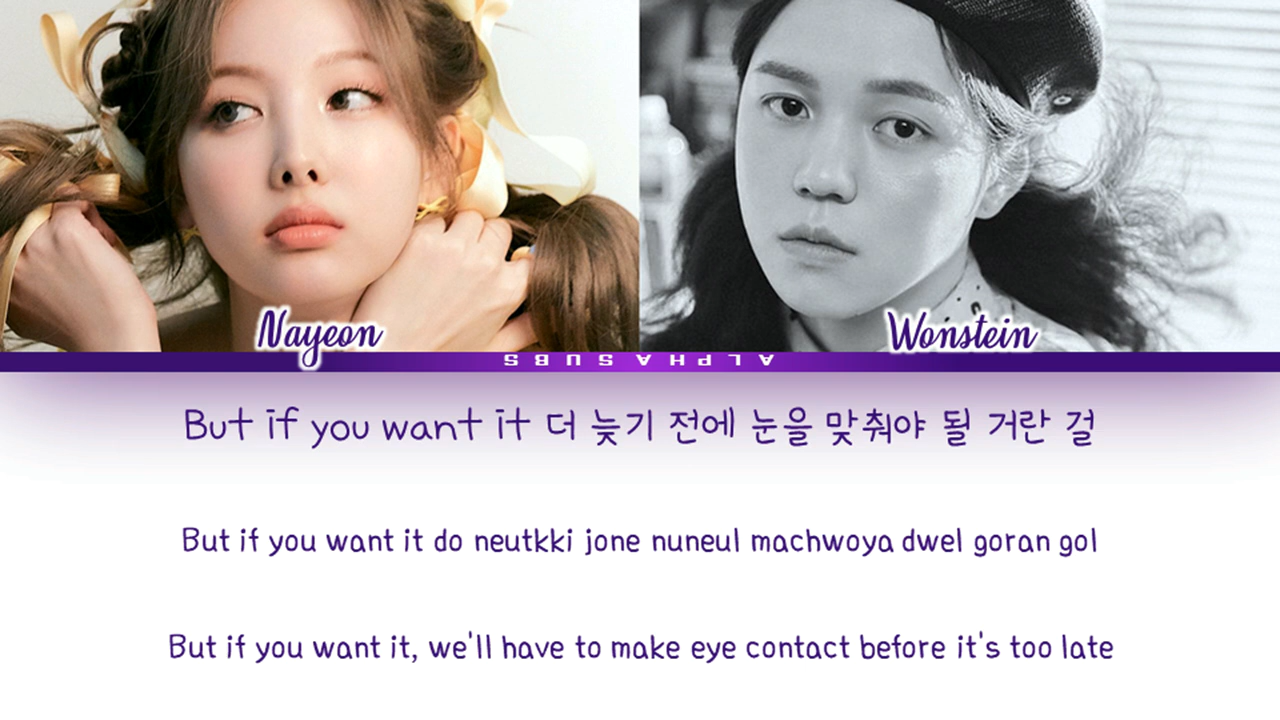 Nayeon
Wonstein
ALPHASUBS
But if you want it 더 늦기 전에 눈을 맞춰야 될 거란 걸
But if you want it do neutkki jone nuneul machwoya dwel goran gol
But if you want it, we'll have to make eye contact before it's too late